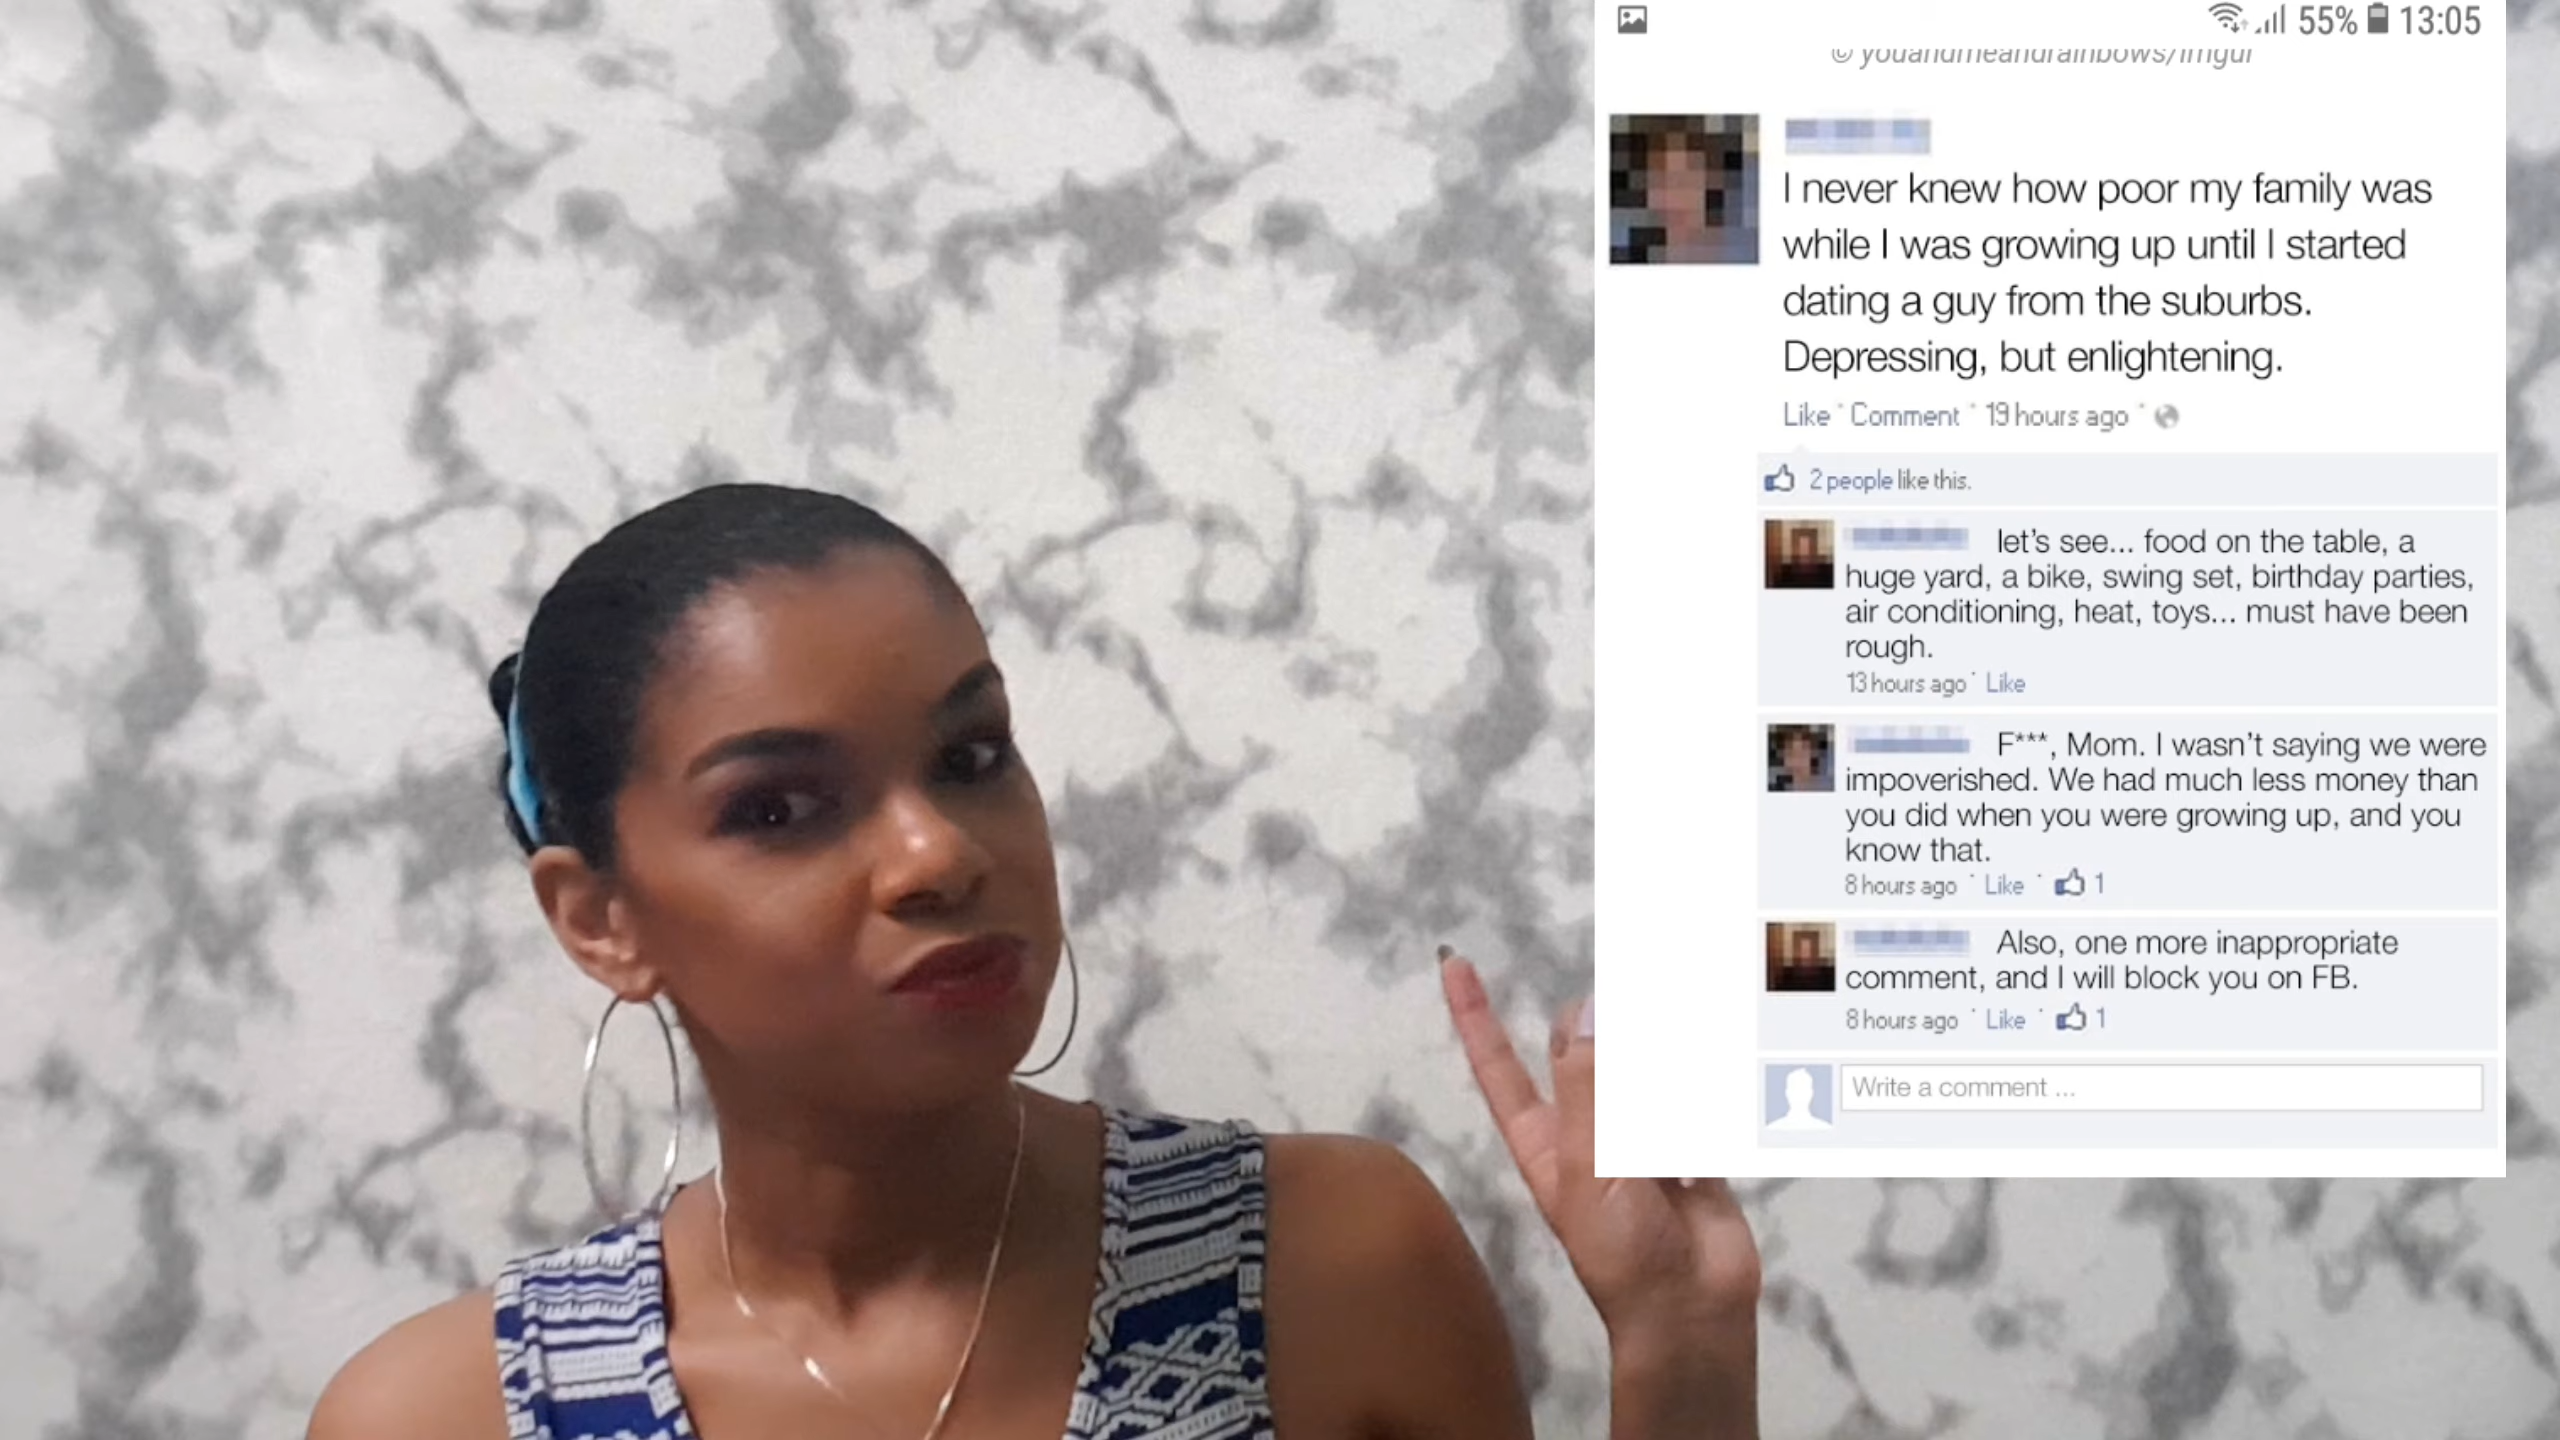 55% 13:05
© youandmeandrainbows/imgur
I never knew how poor my family was
while I was growing up until I started
dating a guy from the suburbs.
Depressing, but enlightening.
Like · Comment · 19 hours ago ·
2 people like this.
let's see... food on the table, a
huge yard, a bike, swing set, birthday parties,
air conditioning, heat, toys... must have been
rough.
13 hours ago · Like
F***, Mom. I wasn't saying we were
impoverished. We had much less money than
you did when you were growing up, and you
know that.
8 hours ago · Like · 1
Also, one more inappropriate
comment, and I will block you on FB.
8 hours ago · Like · 1
Write a comment ...